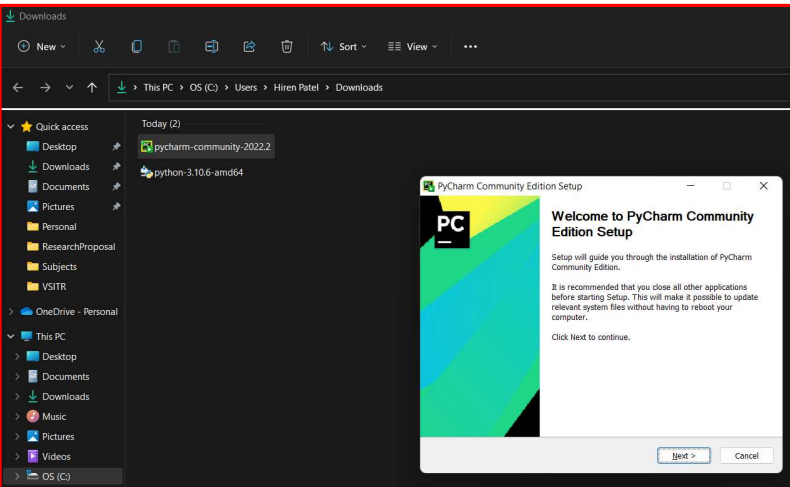 Downloads
New
Sort
View
This PC > OS (C:) > Users > Hiren Patel > Downloads
Quick access
Desktop
Downloads
Documents
Pictures
Personal
ResearchProposal
Subjects
VSITR
OneDrive - Personal
This PC
Desktop
Documents
Downloads
Music
Pictures
Videos
OS (C:)
Today (2)
pycharm-community-2022.2
python-3.10.6-amd64
PyCharm Community Edition Setup
PC
Welcome to PyCharm Community
Edition Setup
Setup will guide you through the installation of PyCharm
Community Edition.
It is recommended that you close all other applications
before starting Setup. This will make it possible to update
relevant system files without having to reboot your
computer.
Click Next to continue.
Next >
Cancel